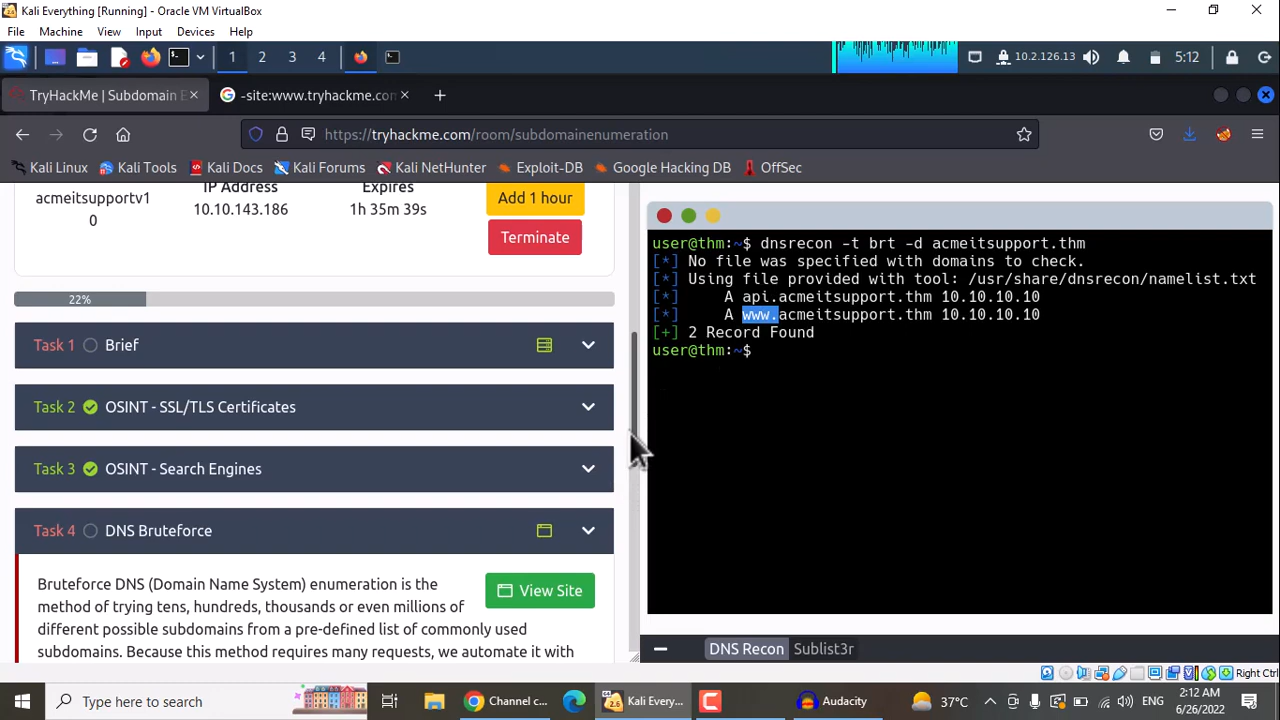 Kali Everything [Running] - Oracle VM VirtualBox
File Machine View Input Devices Help
1 2 3 4 10.2.126.13 5:12
TryHackMe | Subdomain E -site:www.tryhackme.com
https://tryhackme.com/room/subdomainenumeration
Kali Linux Kali Tools Kali Docs Kali Forums Kali NetHunter Exploit-DB Google Hacking DB OffSec
IP Address Expires
acmeitsupportv1
0
10.10.143.186 1h 35m 39s
Add 1 hour
Terminate
22%
Task 1 Brief
Task 2 OSINT - SSL/TLS Certificates
Task 3 OSINT - Search Engines
Task 4 DNS Bruteforce
Bruteforce DNS (Domain Name System) enumeration is the
method of trying tens, hundreds, thousands or even millions of
different possible subdomains from a pre-defined list of commonly used
subdomains. Because this method requires many requests, we automate it with
View Site
user@thm:~$ dnsrecon -t brt -d acmeitsupport.thm
[*] No file was specified with domains to check.
[*] Using file provided with tool: /usr/share/dnsrecon/namelist.txt
[*] A api.acmeitsupport.thm 10.10.10.10
[*] A www.acmeitsupport.thm 10.10.10.10
[+] 2 Record Found
user@thm:~$
DNS Recon Sublist3r
Right Ctrl
Type here to search
Channel c...
Kali Every...
Audacity
37°C
ENG
2:12 AM
6/26/2022